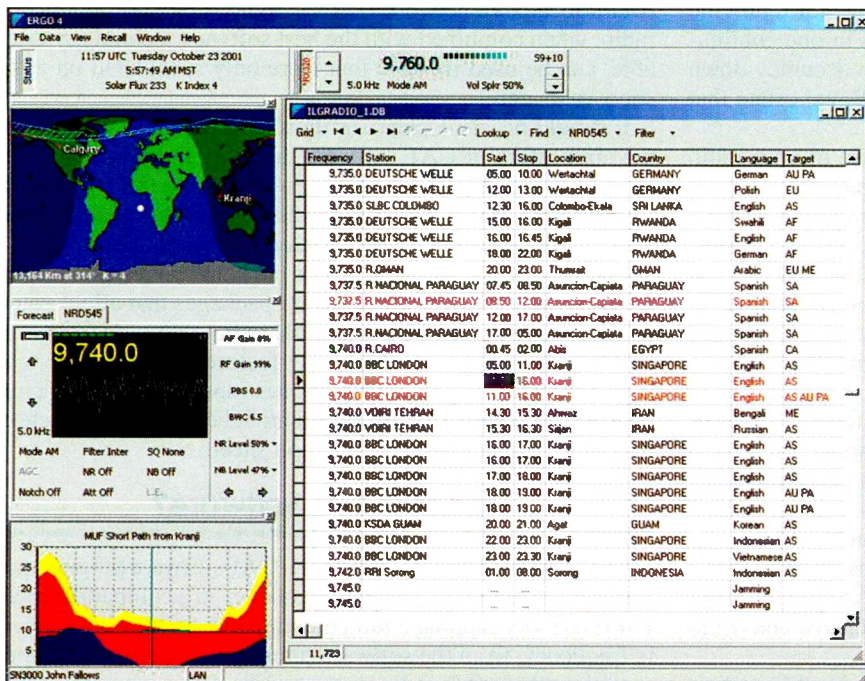 ERGO 4
File Data View Recall Window Help
Status
11:57 UTC Tuesday October 23 2001
5:57:49 AM MST
Solar Flux 233 K Index 4
*RX320
9,760.0
S9+10
5.0 kHz Mode AM Vol Spkr 50%
Calgary
Kranji
13,164 Km at 314° K = 4
Forecast NRD545
9,740.0
5.0 kHz
AF Gain 0%
RF Gain 99%
PBS 0.0
BWC 6.5
NR Level 50%
NB Level 47%
Mode AM Filter Inter SQ None
AGC NR Off NB Off
Notch Off Att Off L.E.
MUF Short Path from Kranji
30
25
20
15
10
5
SN3000 John Fallows LAN
ILGRADIO_1.DB
Grid Lookup Find NRD545 Filter
Frequency Station Start Stop Location Country Language Target
9,735.0 DEUTSCHE WELLE 05.00 10.00 Wertachtal GERMANY German AU PA
9,735.0 DEUTSCHE WELLE 12.00 13.00 Wertachtal GERMANY Polish EU
9,735.0 SLBC COLOMBO 12.30 16.00 Colombo-Ekala SRI LANKA English AS
9,735.0 DEUTSCHE WELLE 15.00 16.00 Kigali RWANDA Swahili AF
9,735.0 DEUTSCHE WELLE 16.00 16.45 Kigali RWANDA English AF
9,735.0 DEUTSCHE WELLE 18.00 22.00 Kigali RWANDA German AF
9,735.0 R.OMAN 20.00 23.00 Thumrait OMAN Arabic EU ME
9,737.5 R.NACIONAL PARAGUAY 07.45 08.50 Asuncion-Capiata PARAGUAY Spanish SA
9,737.5 R.NACIONAL PARAGUAY 08.50 12.00 Asuncion-Capiata PARAGUAY Spanish SA
9,737.5 R.NACIONAL PARAGUAY 12.00 17.00 Asuncion-Capiata PARAGUAY Spanish SA
9,737.5 R.NACIONAL PARAGUAY 17.00 05.00 Asuncion-Capiata PARAGUAY Spanish SA
9,740.0 R.CAIRO 00.45 02.00 Abis EGYPT Spanish CA
9,740.0 BBC LONDON 05.00 11.00 Kranji SINGAPORE English AS
9,740.0 BBC LONDON 16.00 Kranji SINGAPORE English AS
9,740.0 BBC LONDON 11.00 16.00 Kranji SINGAPORE English AS AU PA
9,740.0 VOIRI TEHRAN 14.30 15.30 Ahwaz IRAN Bengali ME
9,740.0 VOIRI TEHRAN 15.30 16.30 Sirjan IRAN Russian AS
9,740.0 BBC LONDON 16.00 17.00 Kranji SINGAPORE English AS
9,740.0 BBC LONDON 16.00 17.00 Kranji SINGAPORE English AS
9,740.0 BBC LONDON 17.00 18.00 Kranji SINGAPORE English AS
9,740.0 BBC LONDON 18.00 19.00 Kranji SINGAPORE English AU PA
9,740.0 BBC LONDON 18.00 19.00 Kranji SINGAPORE English AU PA
9,740.0 KSDA GUAM 20.00 21.00 Agat GUAM Korean AS
9,740.0 BBC LONDON 22.00 23.00 Kranji SINGAPORE Indonesian AS
9,740.0 BBC LONDON 23.00 23.30 Kranji SINGAPORE Vietnamese AS
9,742.0 RRI Sorong 01.00 08.00 Sorong INDONESIA Indonesian AS
9,745.0 ... ... Jamming
9,745.0 ... ... Jamming
11,723